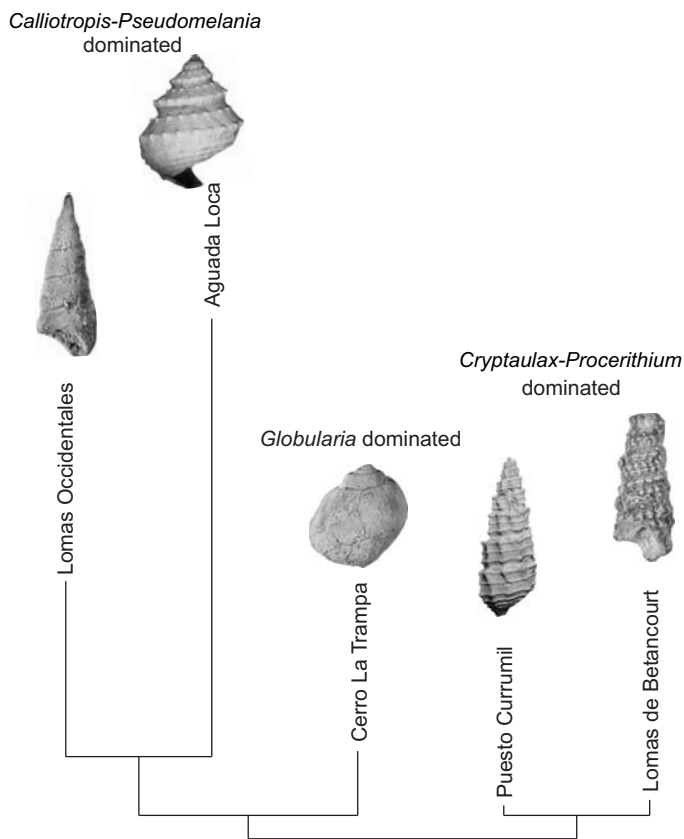 Calliotropis-Pseudomelania
dominated
Aguada Loca
Lomas Occidentales
Globularia dominated
Cerro La Trampa
Cryptaulax-Procerithium
dominated
Puesto Currumil
Lomas de Betancourt